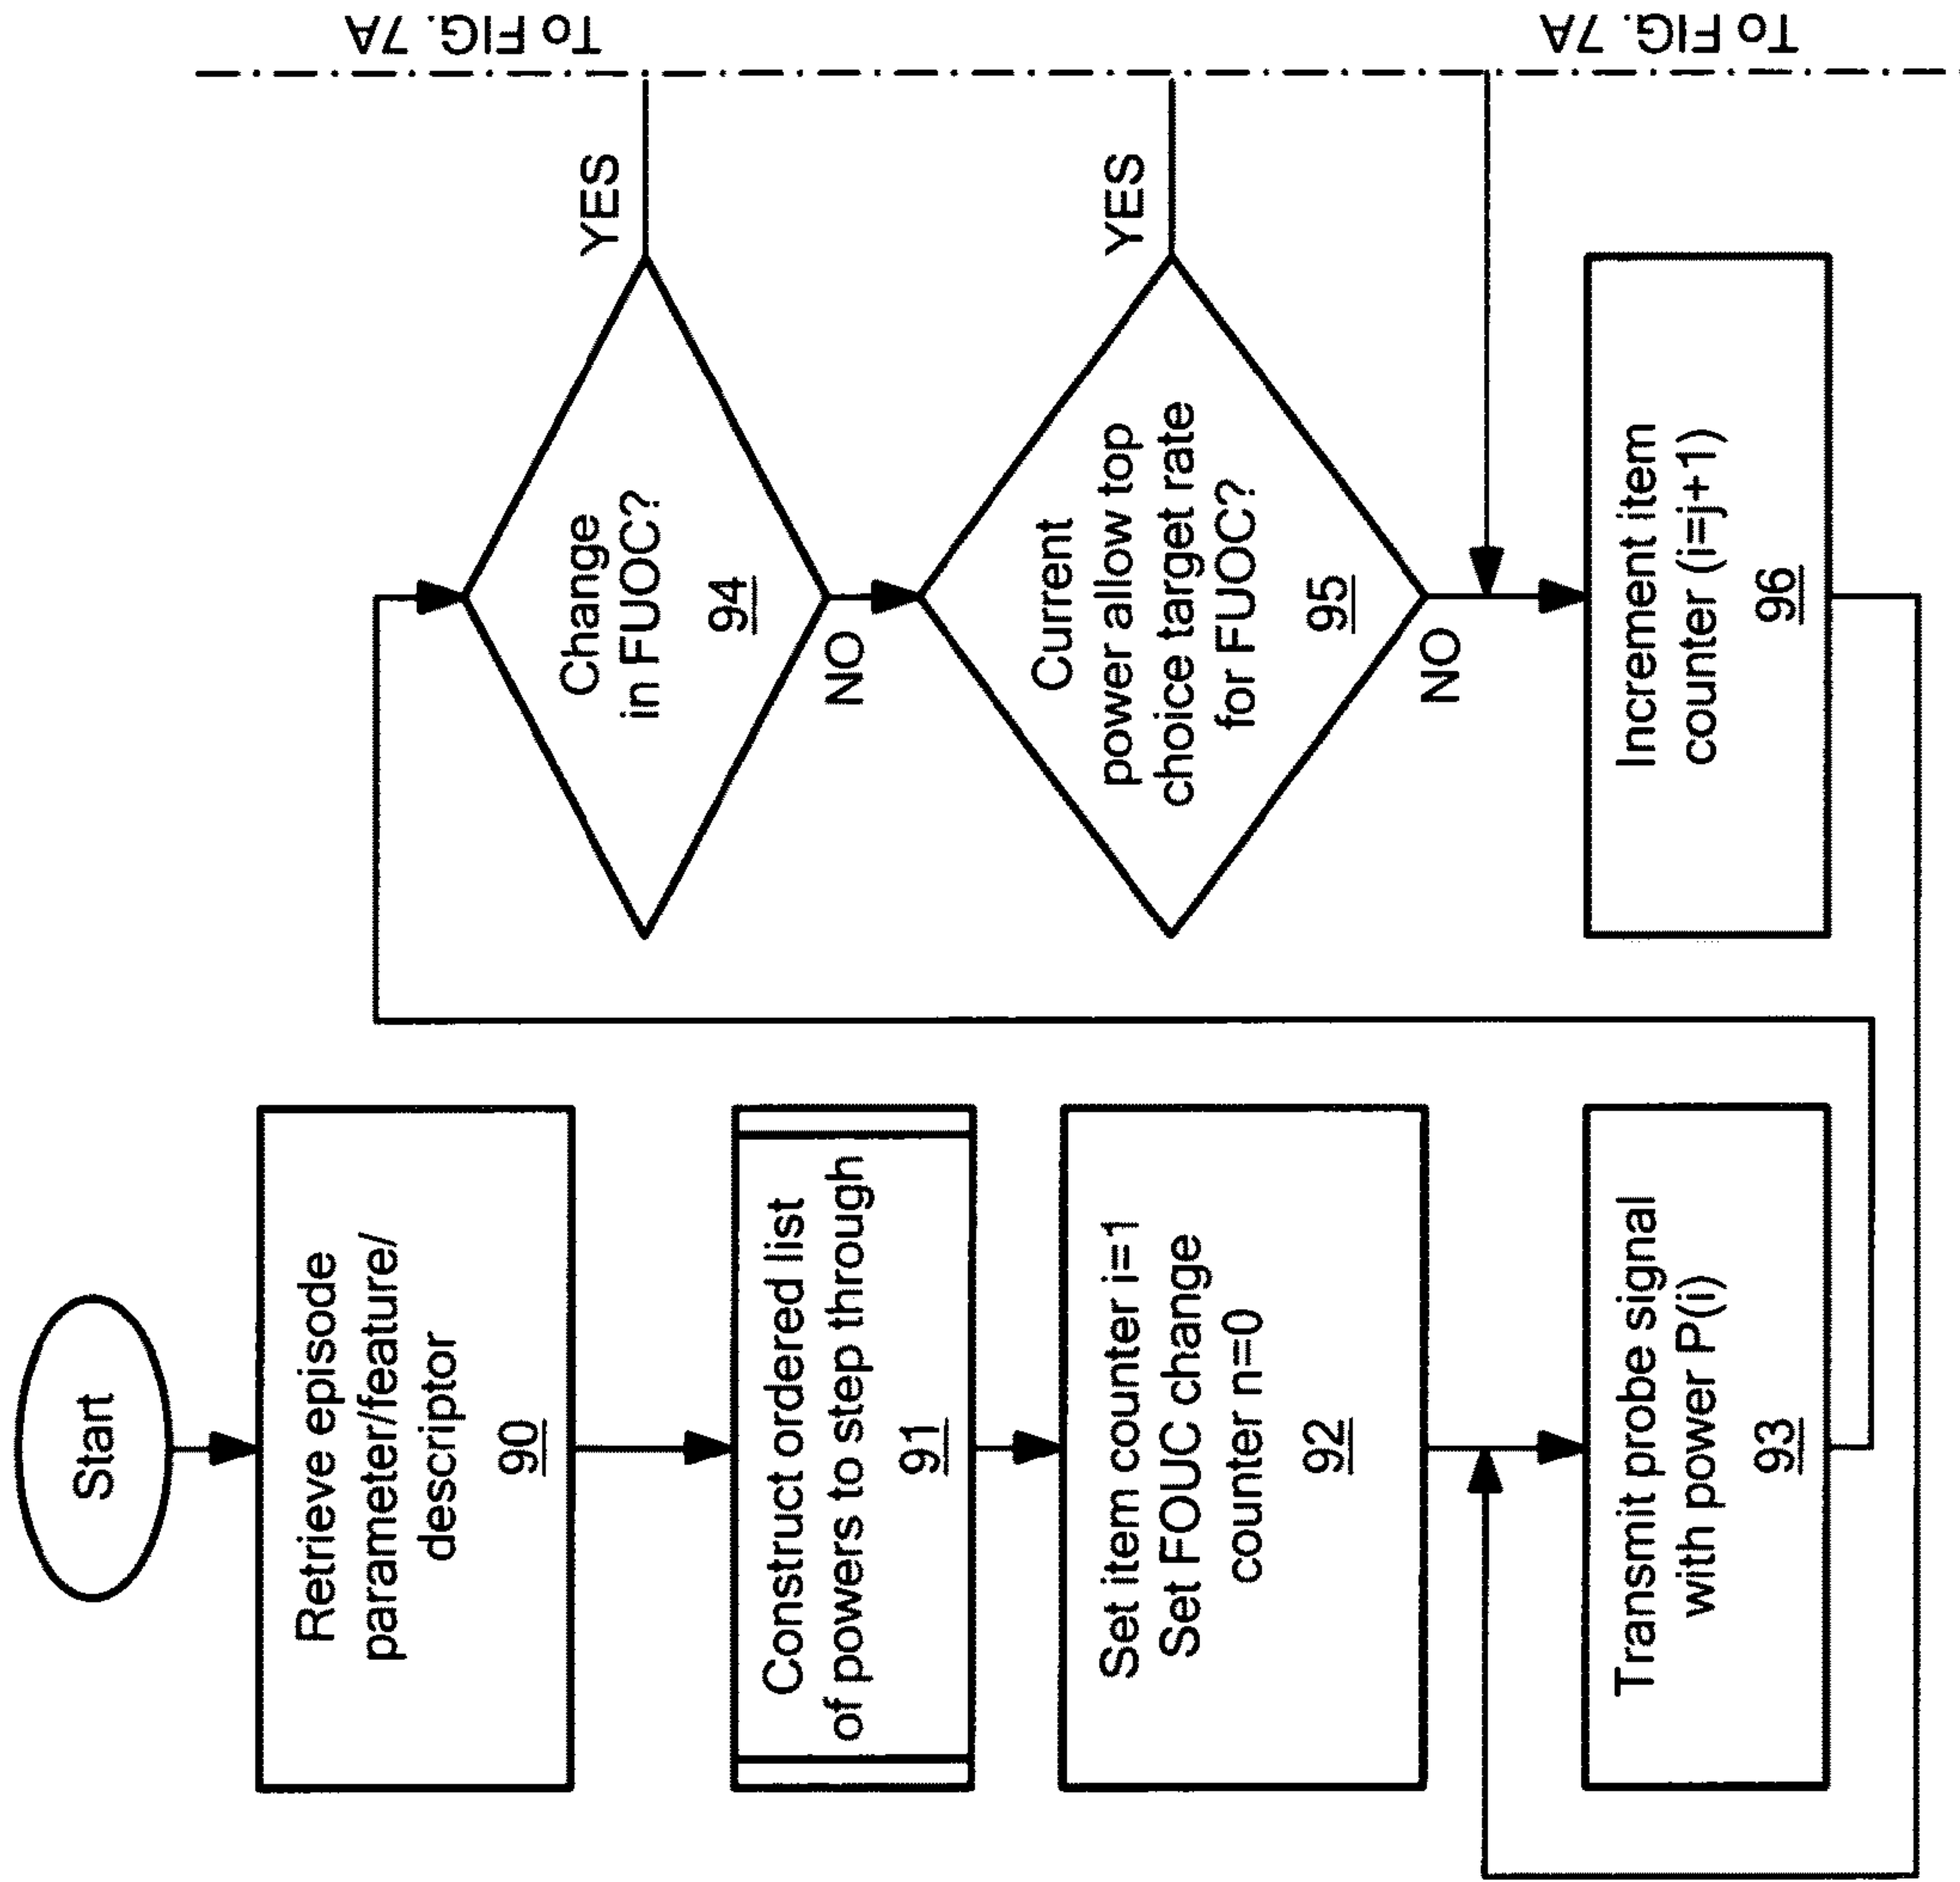 Start
Retrieve episode
parameter/feature/
descriptor
90
Construct ordered list
of powers to step through
91
Set item counter i=1
Set FOUC change
counter n=0
92
Transmit probe signal
with power P(i)
93
Change
in FUOC?
94
YES
NO
Current
power allow top
choice target rate
for FUOC?
95
YES
NO
Increment item
counter (i=j+1)
96
To FIG. 7A
To FIG. 7A